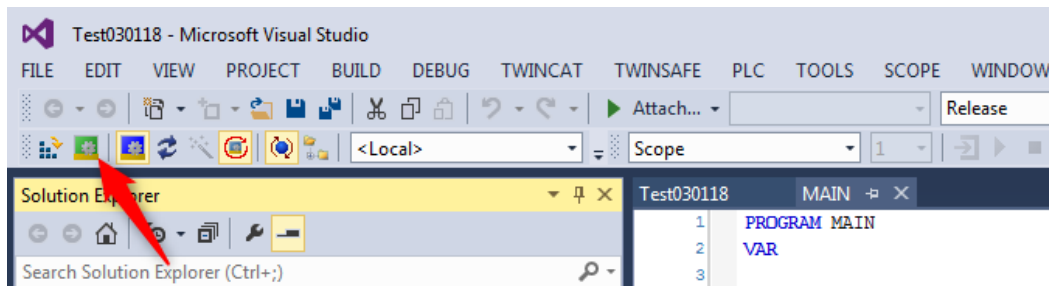 Test030118 - Microsoft Visual Studio
FILE EDIT VIEW PROJECT BUILD DEBUG TWINCAT TWINSAFE PLC TOOLS SCOPE WINDOW
Attach... Release
<Local> Scope 1
Solution Explorer Test030118 MAIN
1 PROGRAM MAIN
2 VAR
Search Solution Explorer (Ctrl+;) 3